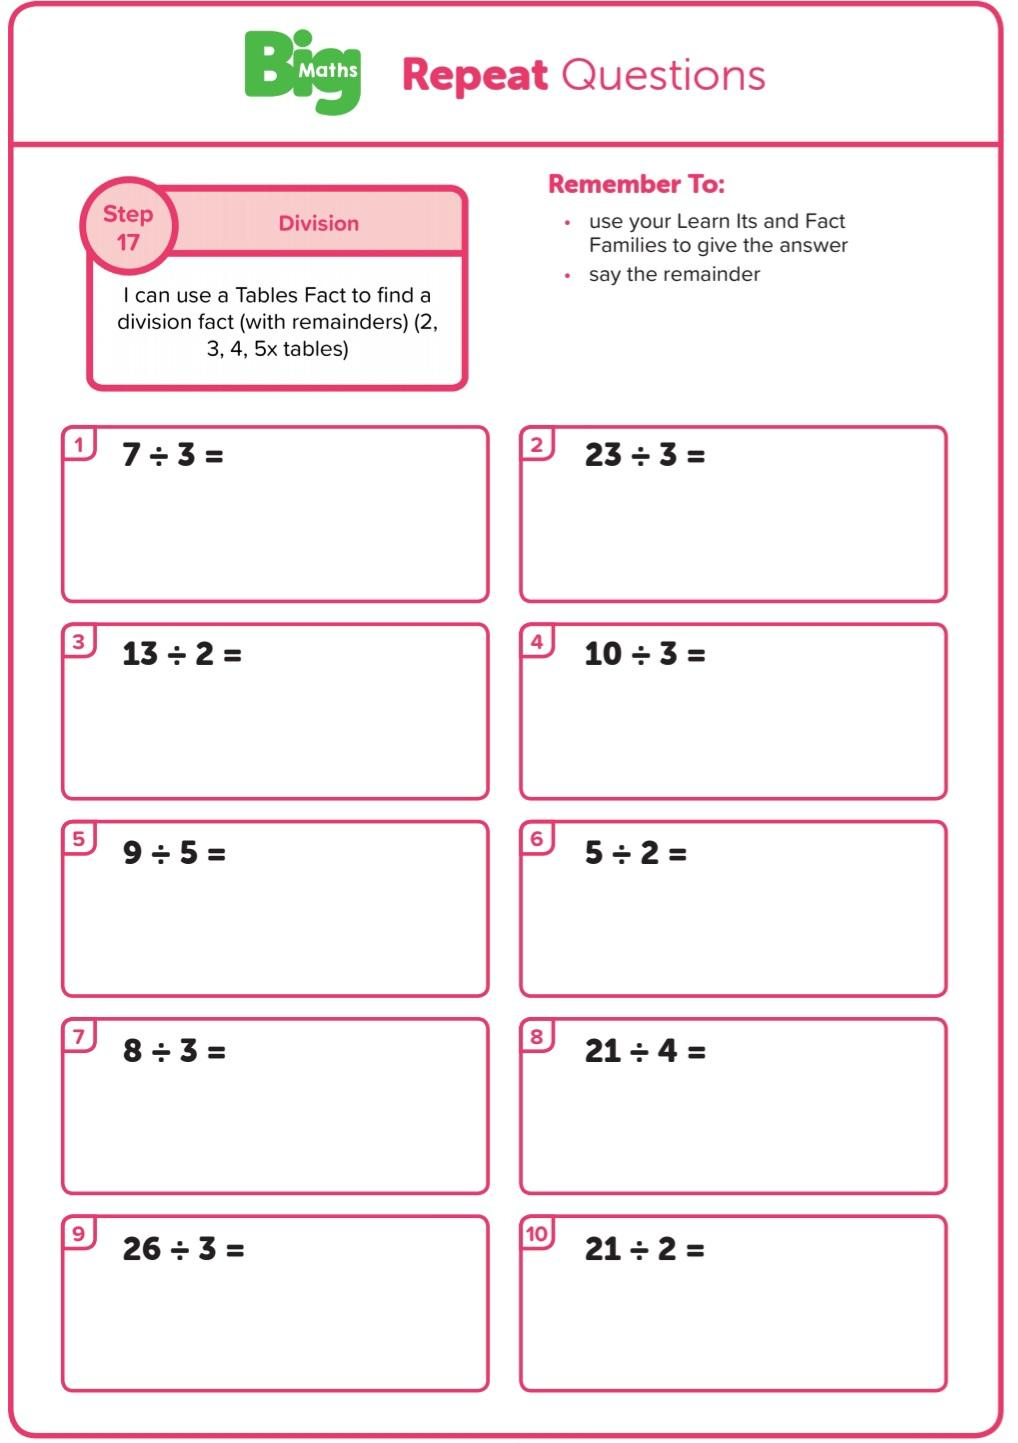 Big Maths
Repeat Questions
Step
17
Division
I can use a Tables Fact to find a
division fact (with remainders) (2,
3, 4, 5x tables)
Remember To:
• use your Learn Its and Fact
Families to give the answer
• say the remainder
1 7 ÷ 3 =
2 23 ÷ 3 =
3 13 ÷ 2 =
4 10 ÷ 3 =
5 9 ÷ 5 =
6 5 ÷ 2 =
7 8 ÷ 3 =
8 21 ÷ 4 =
9 26 ÷ 3 =
10 21 ÷ 2 =